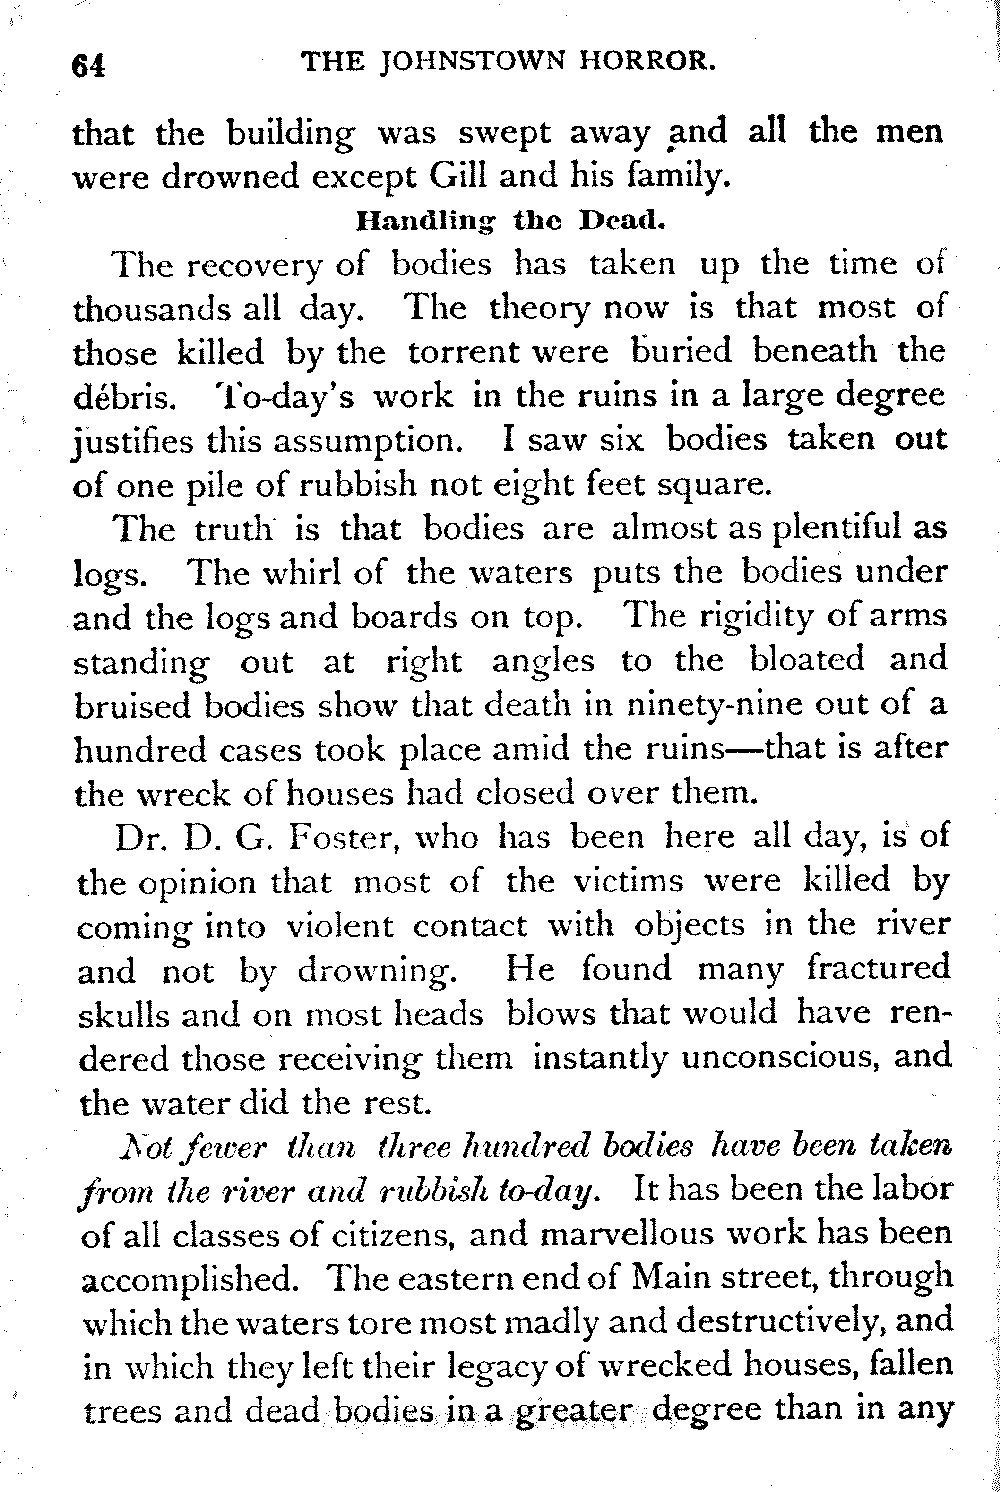 64 THE JOHNSTOWN HORROR.
that the building was swept away and all the men
were drowned except Gill and his family.
Handling the Dead.
The recovery of bodies has taken up the time of
thousands all day. The theory now is that most of
those killed by the torrent were buried beneath the
débris. To-day's work in the ruins in a large degree
justifies this assumption. I saw six bodies taken out
of one pile of rubbish not eight feet square.
The truth is that bodies are almost as plentiful as
logs. The whirl of the waters puts the bodies under
and the logs and boards on top. The rigidity of arms
standing out at right angles to the bloated and
bruised bodies show that death in ninety-nine out of a
hundred cases took place amid the ruins—that is after
the wreck of houses had closed over them.
Dr. D. G. Foster, who has been here all day, is of
the opinion that most of the victims were killed by
coming into violent contact with objects in the river
and not by drowning. He found many fractured
skulls and on most heads blows that would have ren-
dered those receiving them instantly unconscious, and
the water did the rest.
Not fewer than three hundred bodies have been taken
from the river and rubbish to-day. It has been the labor
of all classes of citizens, and marvellous work has been
accomplished. The eastern end of Main street, through
which the waters tore most madly and destructively, and
in which they left their legacy of wrecked houses, fallen
trees and dead bodies in a greater degree than in any